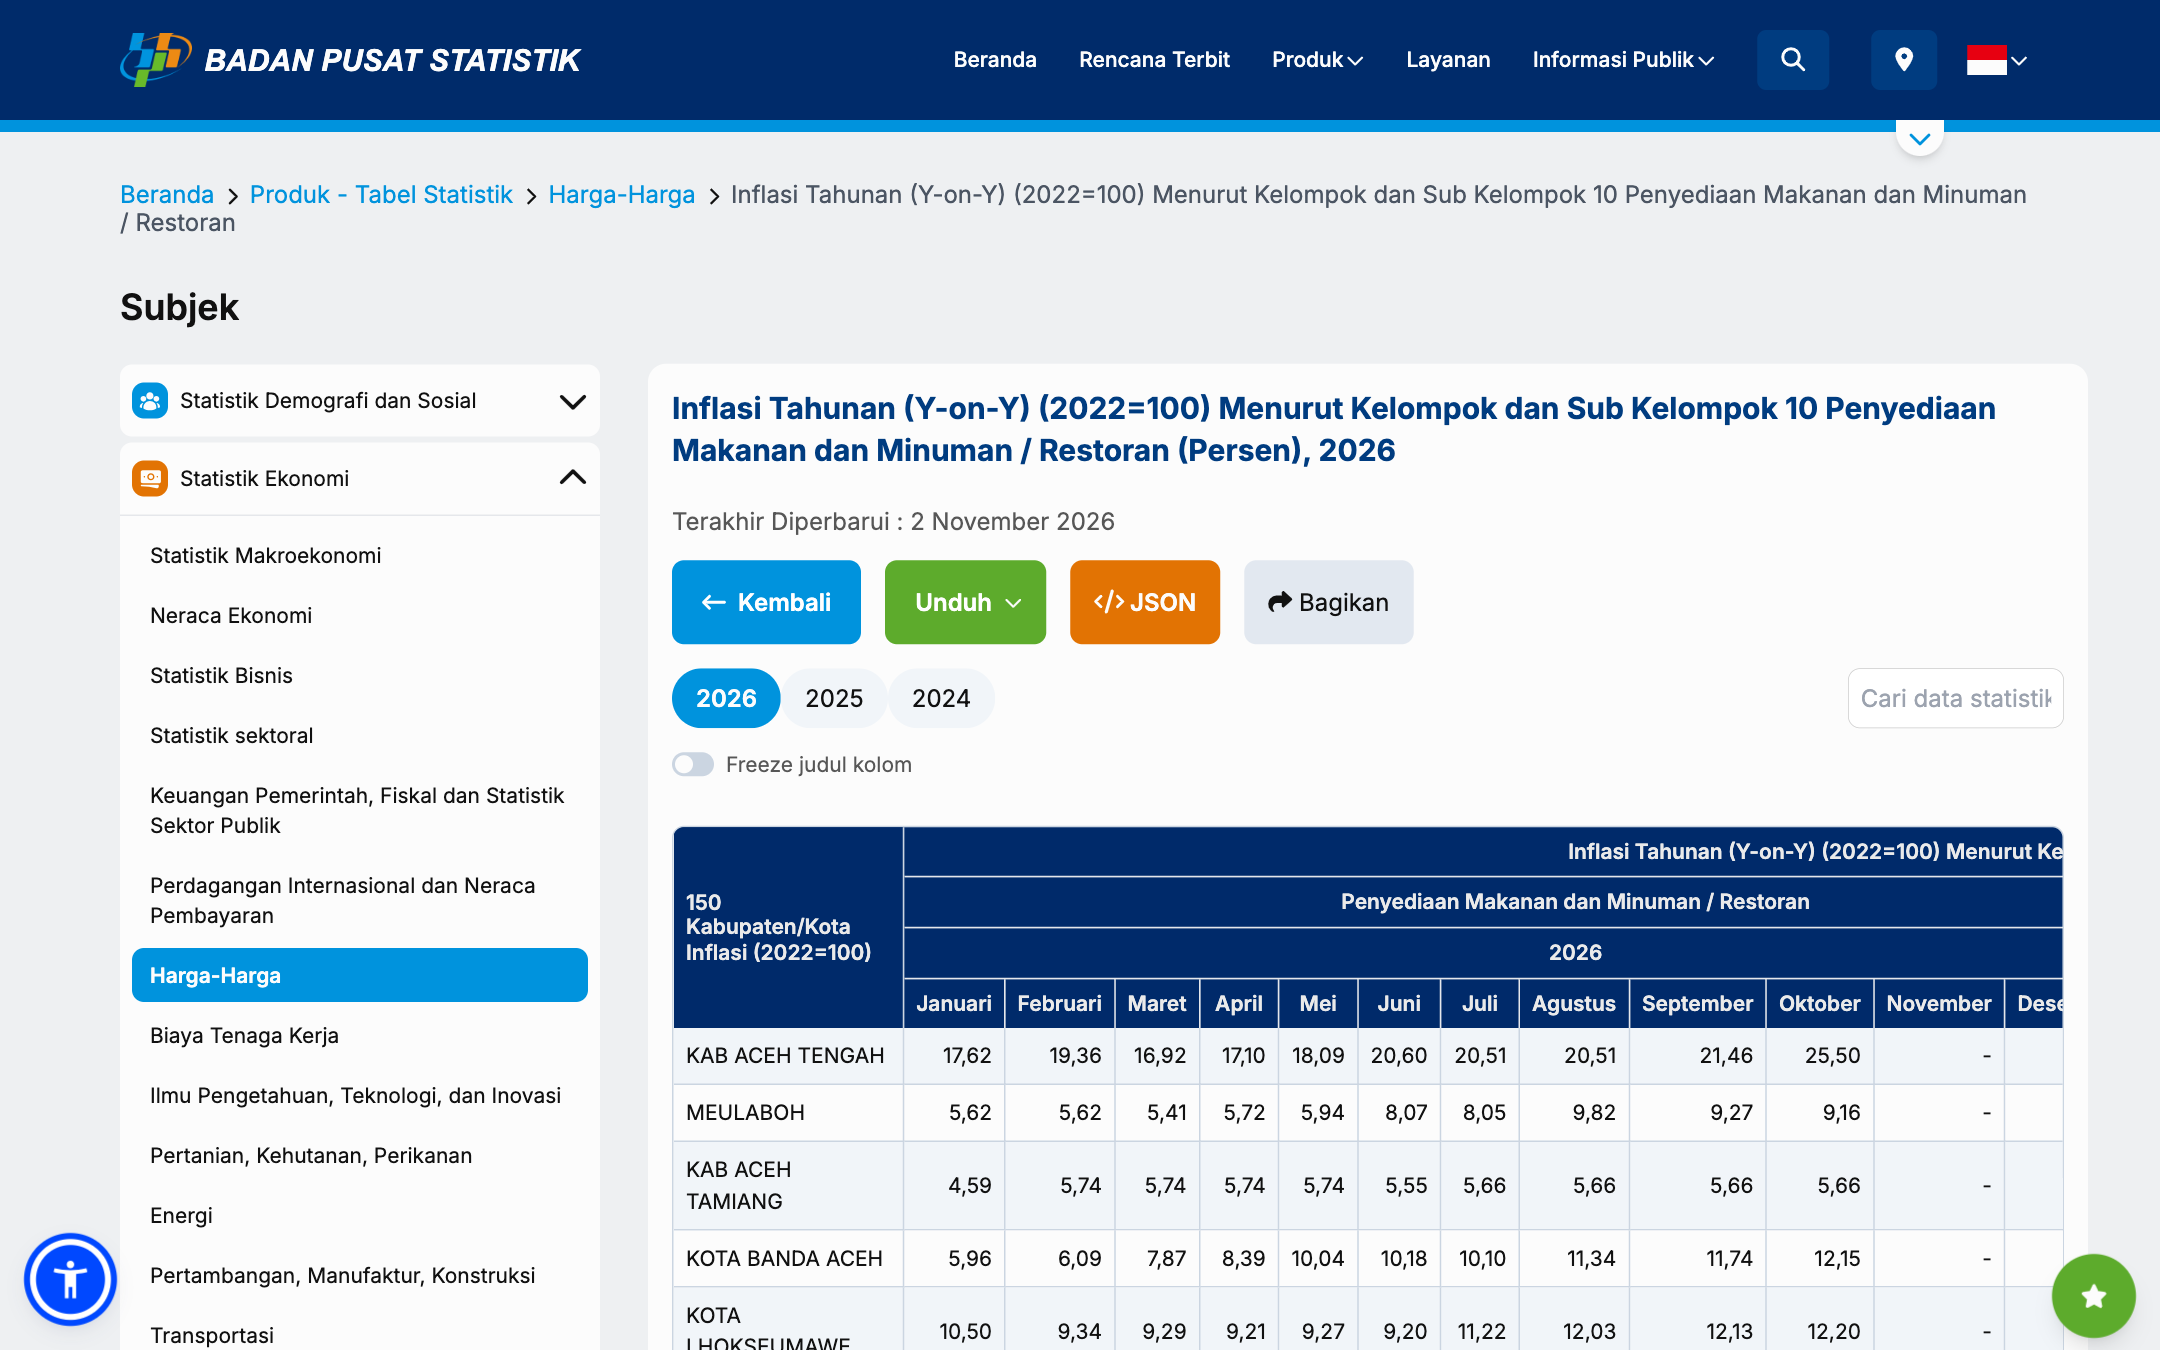 BADAN PUSAT STATISTIK
Beranda
Rencana Terbit
Produk
Layanan
Informasi Publik
Beranda > Produk - Tabel Statistik > Harga-Harga > Inflasi Tahunan (Y-on-Y) (2022=100) Menurut Kelompok dan Sub Kelompok 10 Penyediaan Makanan dan Minuman
/ Restoran
Subjek
Statistik Demografi dan Sosial
Statistik Ekonomi
Statistik Makroekonomi
Neraca Ekonomi
Statistik Bisnis
Statistik sektoral
Keuangan Pemerintah, Fiskal dan Statistik
Sektor Publik
Perdagangan Internasional dan Neraca
Pembayaran
Harga-Harga
Biaya Tenaga Kerja
Ilmu Pengetahuan, Teknologi, dan Inovasi
Pertanian, Kehutanan, Perikanan
Energi
Pertambangan, Manufaktur, Konstruksi
Transportasi
Inflasi Tahunan (Y-on-Y) (2022=100) Menurut Kelompok dan Sub Kelompok 10 Penyediaan
Makanan dan Minuman / Restoran (Persen), 2026
Terakhir Diperbarui : 2 November 2026
Kembali
Unduh
</> JSON
Bagikan
2026
2025
2024
Cari data statistik
Freeze judul kolom
150
Kabupaten/Kota
Inflasi (2022=100)
Inflasi Tahunan (Y-on-Y) (2022=100) Menurut Ke
Penyediaan Makanan dan Minuman / Restoran
2026
Januari Februari Maret April Mei Juni Juli Agustus September Oktober November Dese
KAB ACEH TENGAH 17,62 19,36 16,92 17,10 18,09 20,60 20,51 20,51 21,46 25,50 -
MEULABOH 5,62 5,62 5,41 5,72 5,94 8,07 8,05 9,82 9,27 9,16 -
KAB ACEH
TAMIANG 4,59 5,74 5,74 5,74 5,74 5,55 5,66 5,66 5,66 5,66 -
KOTA BANDA ACEH 5,96 6,09 7,87 8,39 10,04 10,18 10,10 11,34 11,74 12,15 -
KOTA
LHOKSEUMAWE 10,50 9,34 9,29 9,21 9,27 9,20 11,22 12,03 12,13 12,20 -